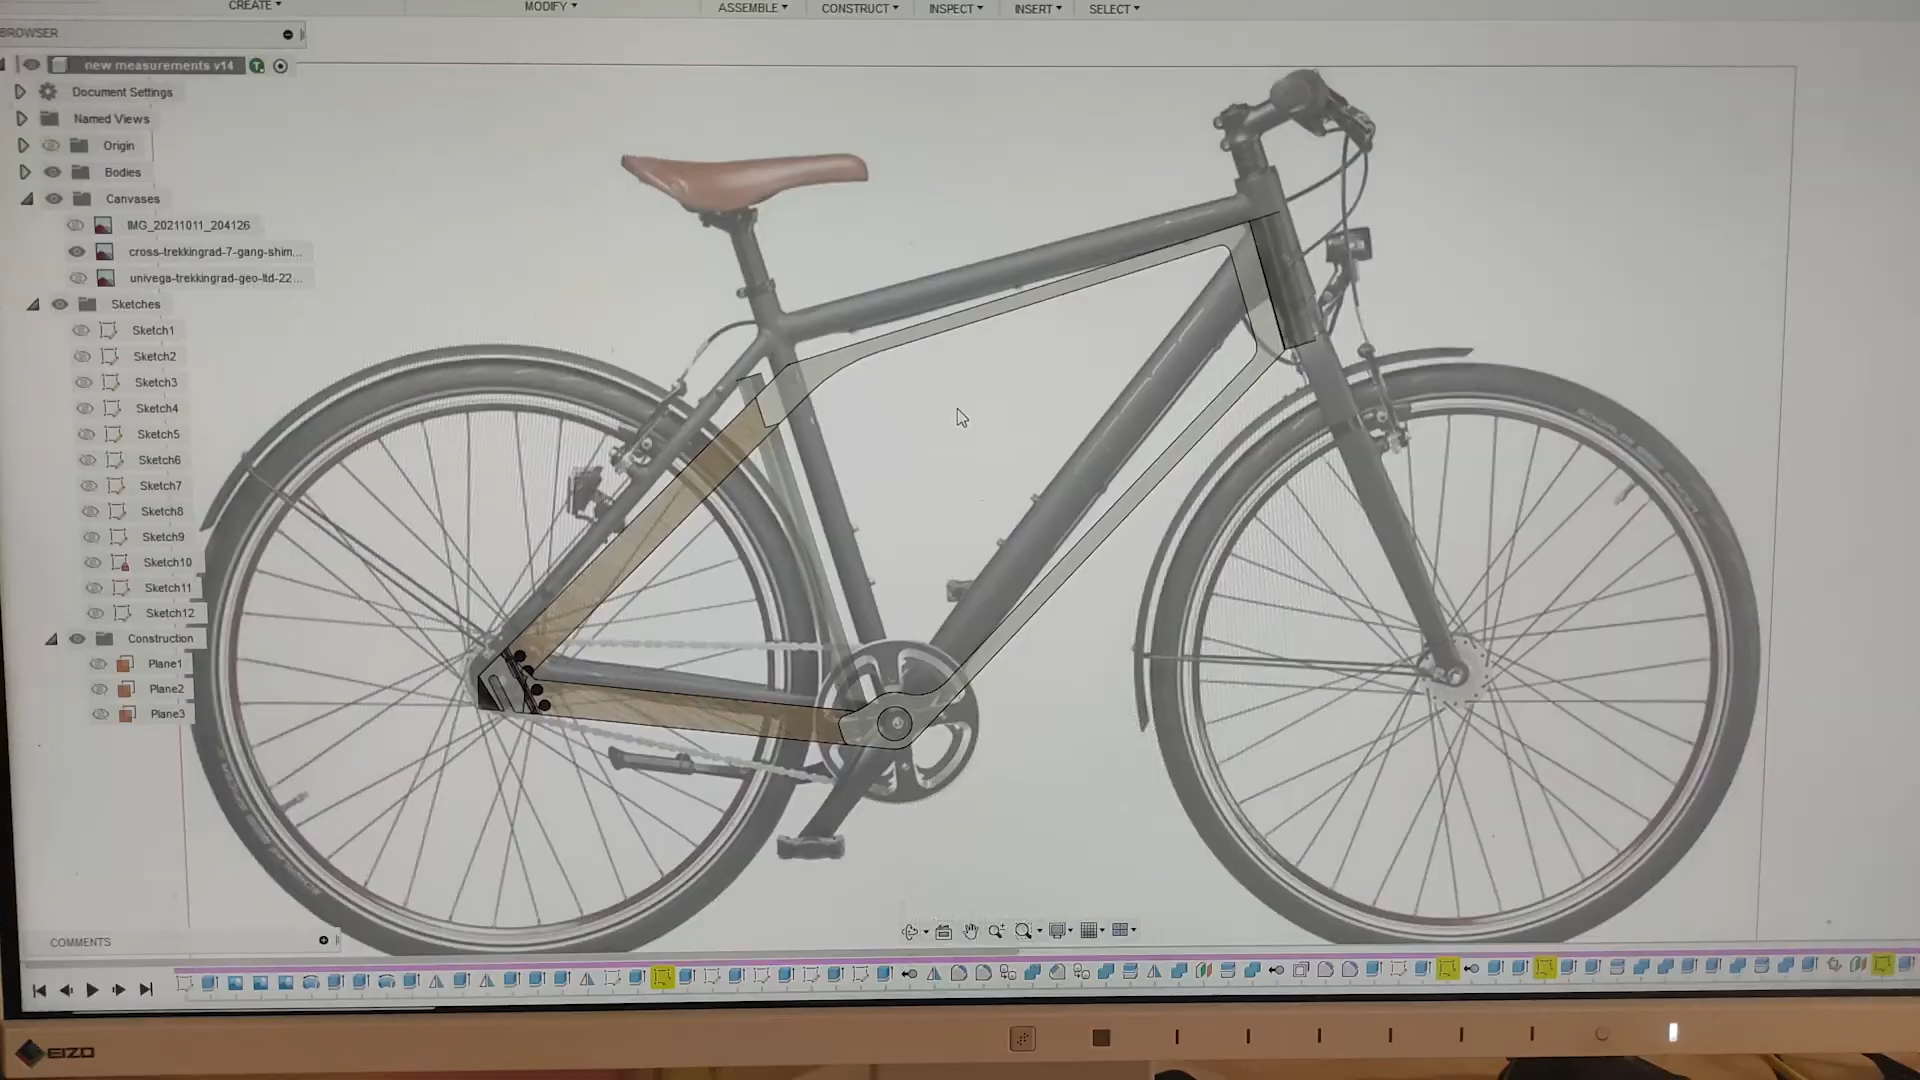 CREATE
MODIFY
ASSEMBLE
CONSTRUCT
INSPECT
INSERT
SELECT
BROWSER
new measurements v14
Document Settings
Named Views
Origin
Bodies
Canvases
IMG_20211011_204126
cross-trekkingrad-7-gang-shim...
univega-trekkingrad-geo-ltd-22...
Sketches
Sketch1
Sketch2
Sketch3
Sketch4
Sketch5
Sketch6
Sketch7
Sketch8
Sketch9
Sketch10
Sketch11
Sketch12
Construction
Plane1
Plane2
Plane3
COMMENTS
EIZO